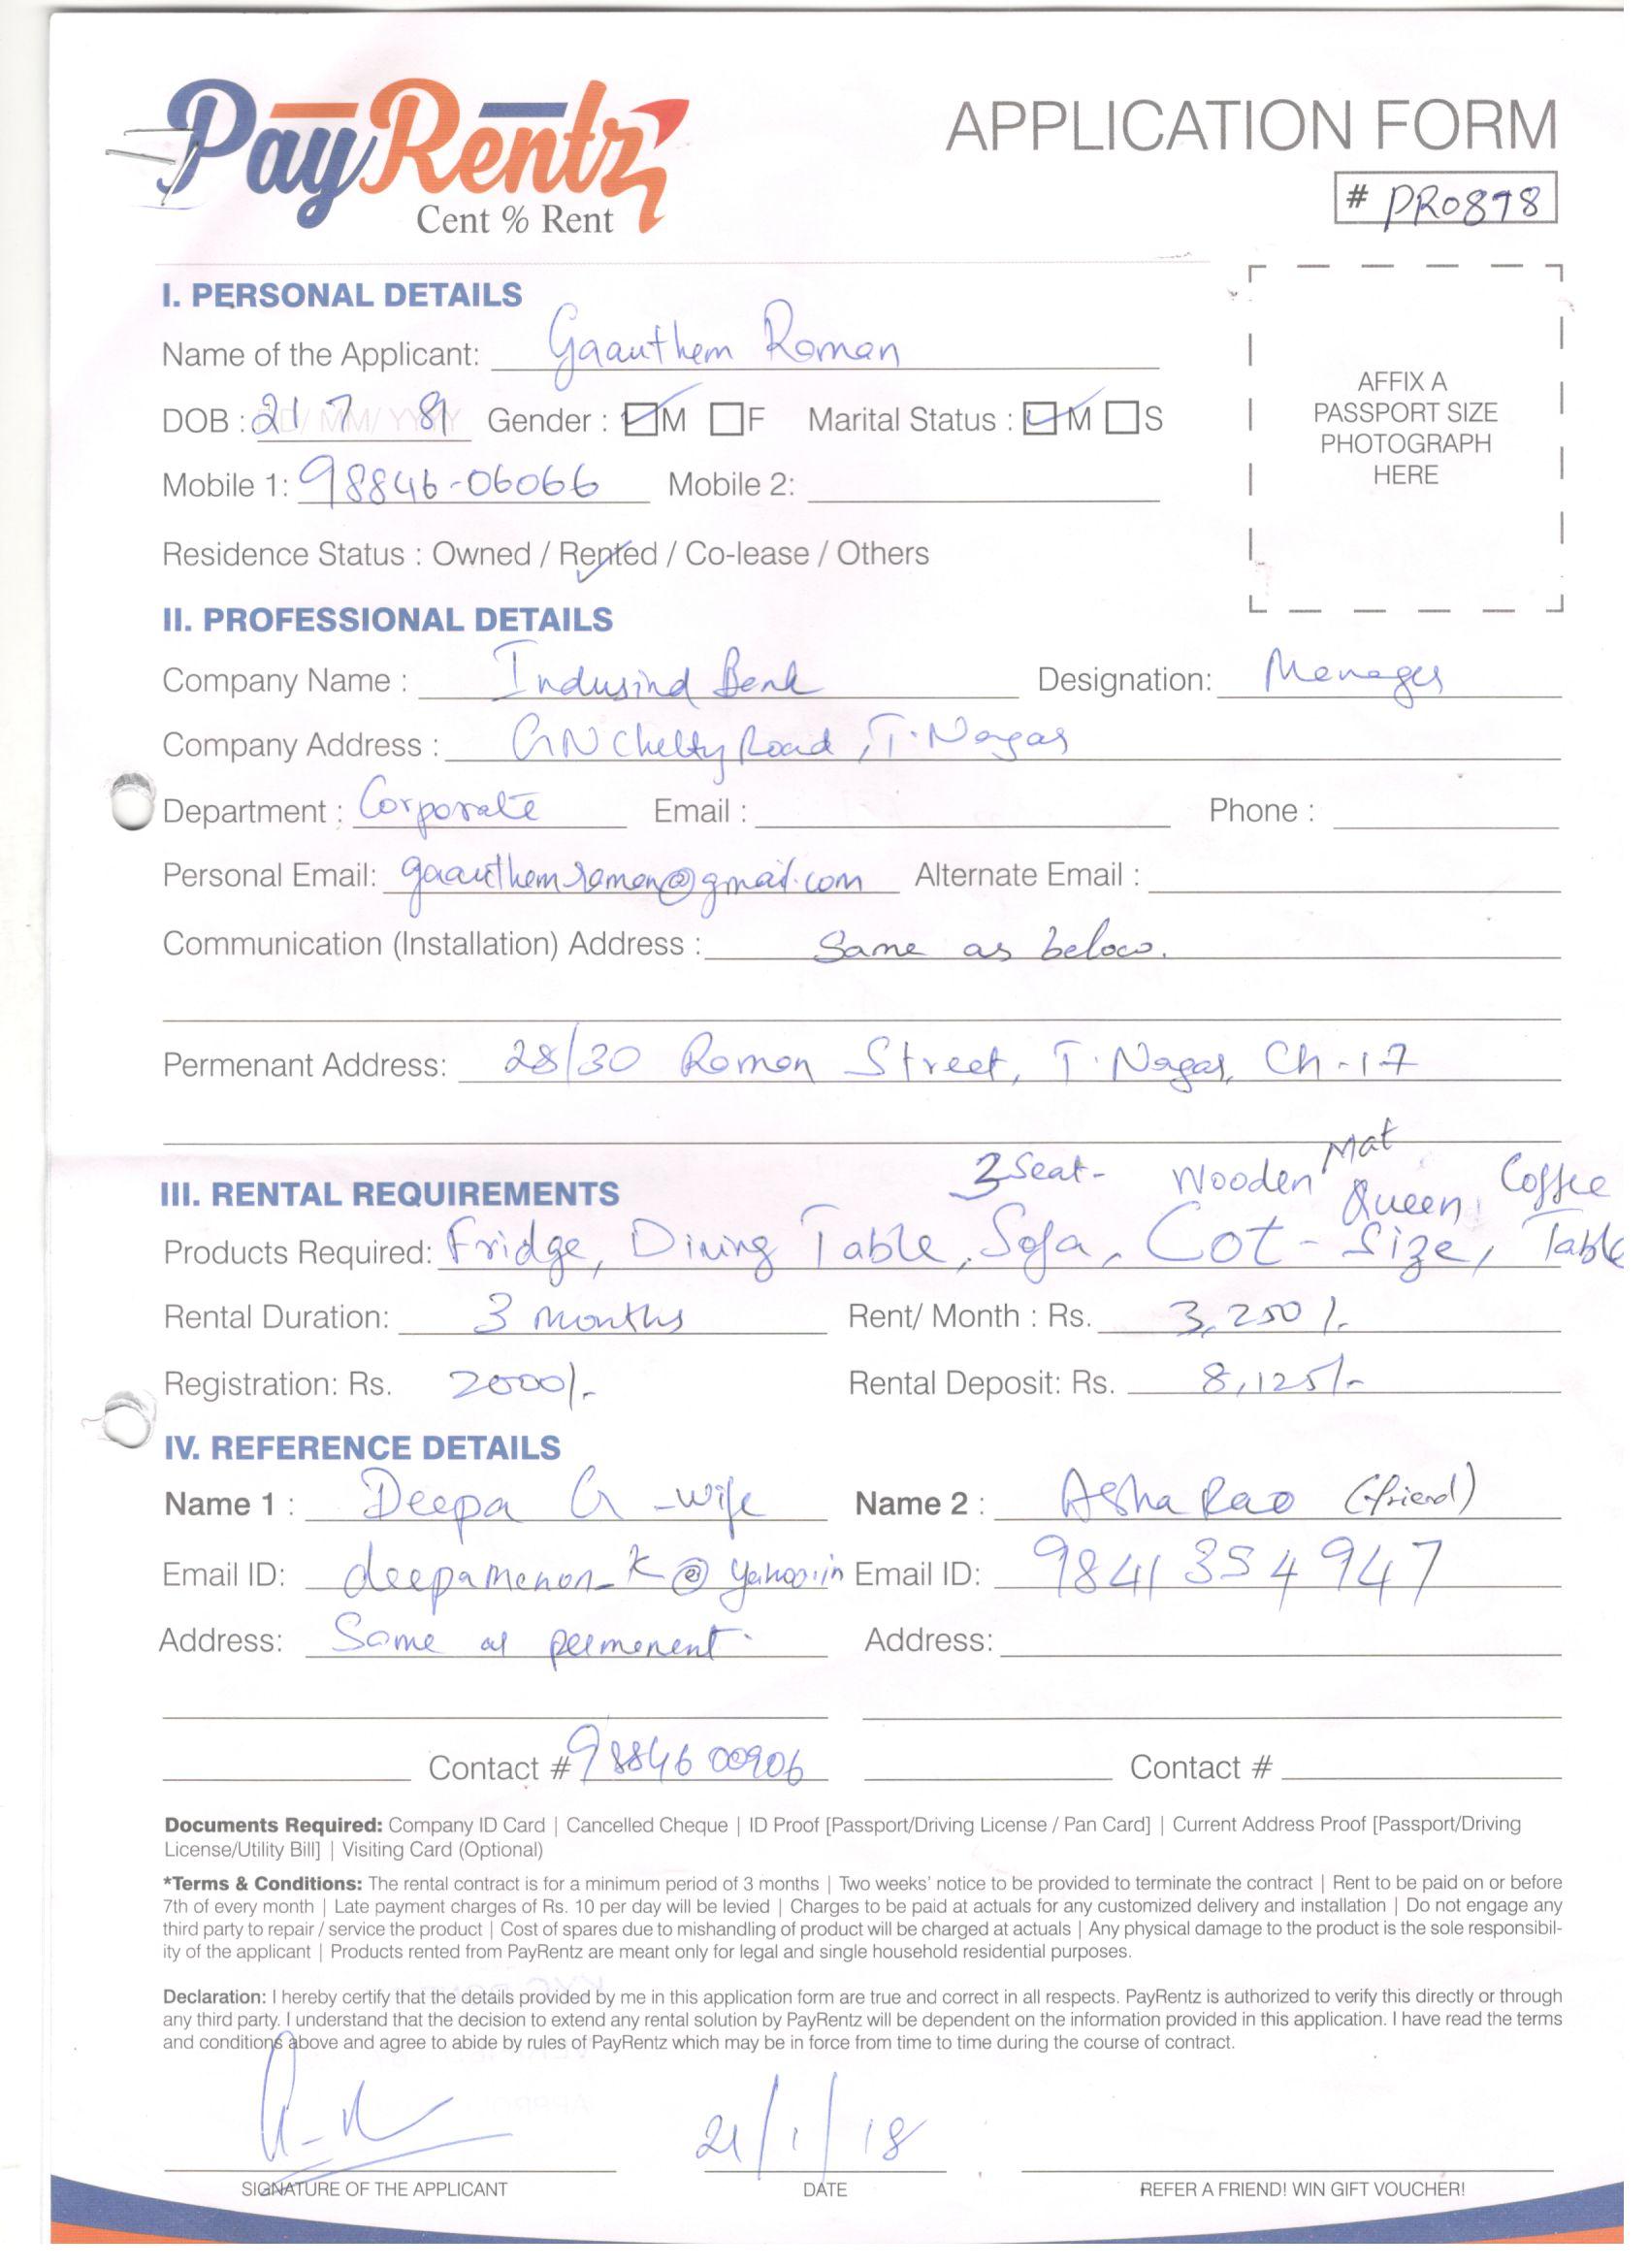 PayRentz
Cent % Rent
APPLICATION FORM
# PR0878
I. PERSONAL DETAILS
Name of the Applicant: Gaauthem Raman
DOB : 21 7 81 DD/MM/YYYY Gender : M F Marital Status : M S
Mobile 1: 98846-06066 Mobile 2:
AFFIX A
PASSPORT SIZE
PHOTOGRAPH
HERE
Residence Status : Owned / Rented / Co-lease / Others
II. PROFESSIONAL DETAILS
Company Name : Indusind Bank Designation: Manager
Company Address : GN Chetty Road, T. Nagar
Department : Corporate Email : Phone :
Personal Email: gaauthemraman@gmail.com Alternate Email :
Communication (Installation) Address : Same as below.
Permenant Address: 28/30 Raman Street, T. Nagar, Ch-17
3 Seat- Wooden Mat Queen Coffee
III. RENTAL REQUIREMENTS
Products Required: Fridge, Dining Table, Sofa, Cot - Size, Table
Rental Duration: 3 months Rent/ Month : Rs. 3,250/-
Registration: Rs. 2000/- Rental Deposit: Rs. 8,125/-
IV. REFERENCE DETAILS
Name 1 : Deepa G - wife Name 2 : Asha Rao (friend)
Email ID: deepamenon_k@yahoo.in Email ID: 9841354947
Address: Same as permenent Address:
Contact # 9884600906 Contact #
Documents Required: Company ID Card | Cancelled Cheque | ID Proof [Passport/Driving License / Pan Card] | Current Address Proof [Passport/Driving
License/Utility Bill] | Visiting Card (Optional)
*Terms & Conditions: The rental contract is for a minimum period of 3 months | Two weeks' notice to be provided to terminate the contract | Rent to be paid on or before
7th of every month | Late payment charges of Rs. 10 per day will be levied | Charges to be paid at actuals for any customized delivery and installation | Do not engage any
third party to repair / service the product | Cost of spares due to mishandling of product will be charged at actuals | Any physical damage to the product is the sole responsibil-
ity of the applicant | Products rented from PayRentz are meant only for legal and single household residential purposes.
Declaration: I hereby certify that the details provided by me in this application form are true and correct in all respects. PayRentz is authorized to verify this directly or through
any third party. I understand that the decision to extend any rental solution by PayRentz will be dependent on the information provided in this application. I have read the terms
and conditions above and agree to abide by rules of PayRentz which may be in force from time to time during the course of contract.
21/1/18
SIGNATURE OF THE APPLICANT DATE REFER A FRIEND! WIN GIFT VOUCHER!